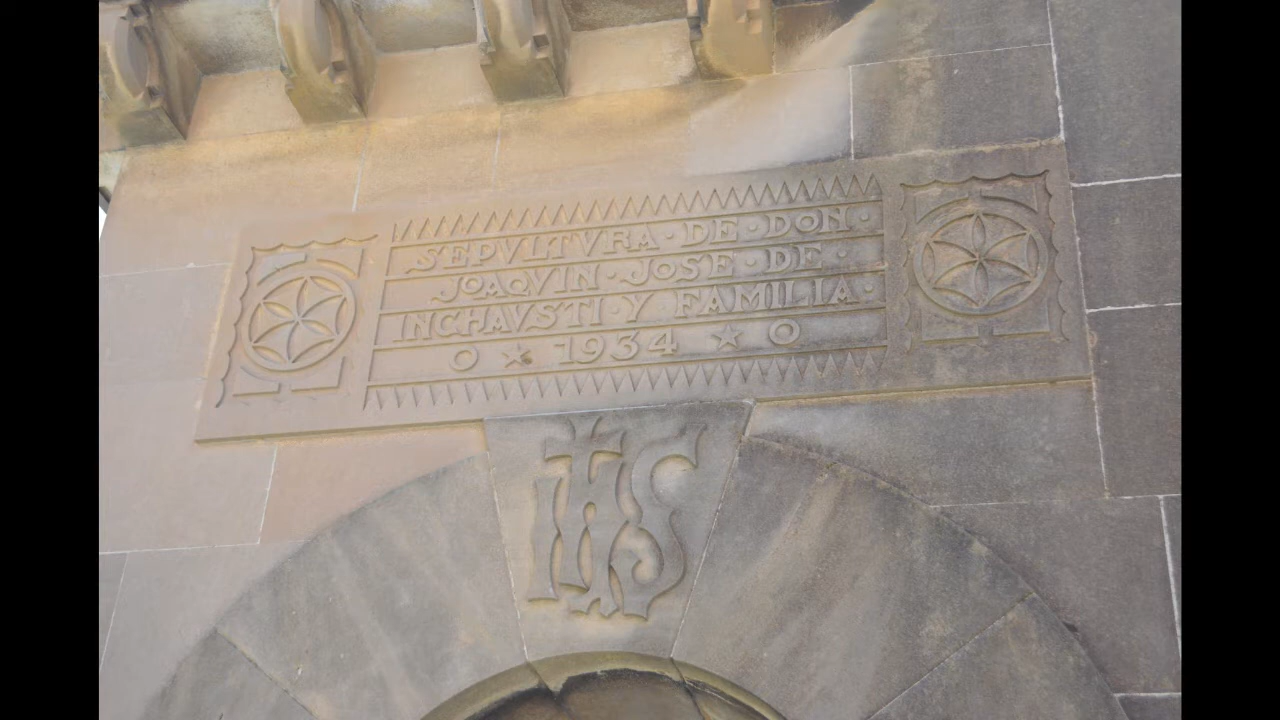 SEPVLTVRA · DE · DON ·
JOAQVIN · JOSE · DE ·
INCHAVSTI · Y · FAMILIA ·
O ★ 1934 ★ O
IHS